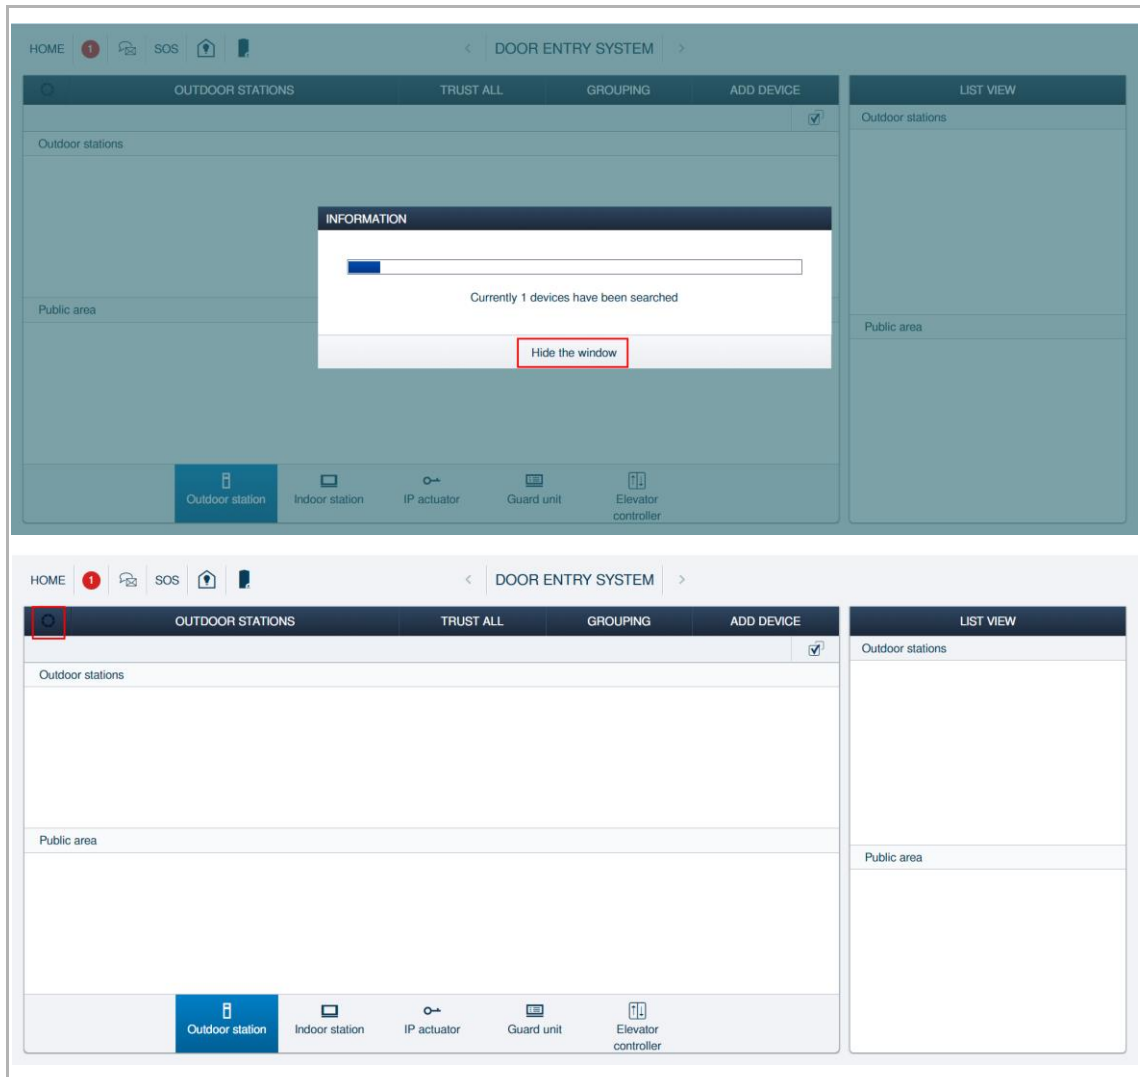 HOME 1 SOS < DOOR ENTRY SYSTEM >
OUTDOOR STATIONS TRUST ALL GROUPING ADD DEVICE LIST VIEW
Outdoor stations
Outdoor stations
INFORMATION
Currently 1 devices have been searched
Public area
Public area
Hide the window
Outdoor station Indoor station IP actuator Guard unit Elevator
controller
HOME 1 SOS < DOOR ENTRY SYSTEM >
OUTDOOR STATIONS TRUST ALL GROUPING ADD DEVICE LIST VIEW
Outdoor stations
Outdoor stations
Public area
Public area
Outdoor station Indoor station IP actuator Guard unit Elevator
controller